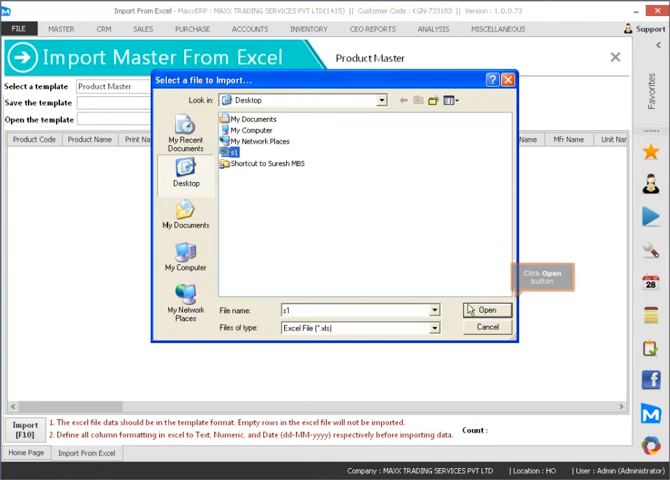 Import From Excel - MaxxERP : MAXX TRADING SERVICES PVT LTD(1415) :: Customer Code : KGN-733183 :: Version : 1.0.0.73
FILE MASTER CRM SALES PURCHASE ACCOUNTS INVENTORY CEO REPORTS ANALYSIS MISCELLANEOUS Support
Import Master From Excel Product Master
Favorites
Select a template Product Master
Save the template
Open the template
Product Code Product Name Print Na Name Mfr Name Unit Nam
Select a file to Import...
Look in: Desktop
My Recent Documents
Desktop
My Documents
My Computer
My Network Places
My Documents
My Computer
My Network Places
s1
Shortcut to Suresh MBS
File name: s1 Open
Files of type: Excel File (*.xls) Cancel
Click Open
button
28
Import
[F10]
1. The excel file data should be in the template format. Empty rows in the excel file will not be imported.
2. Define all column formatting in excel to Text, Numeric, and Date (dd-MM-yyyy) respectively before importing data.
Count :
Home Page Import From Excel
Company : MAXX TRADING SERVICES PVT LTD Location : HO User : Admin (Administrator)